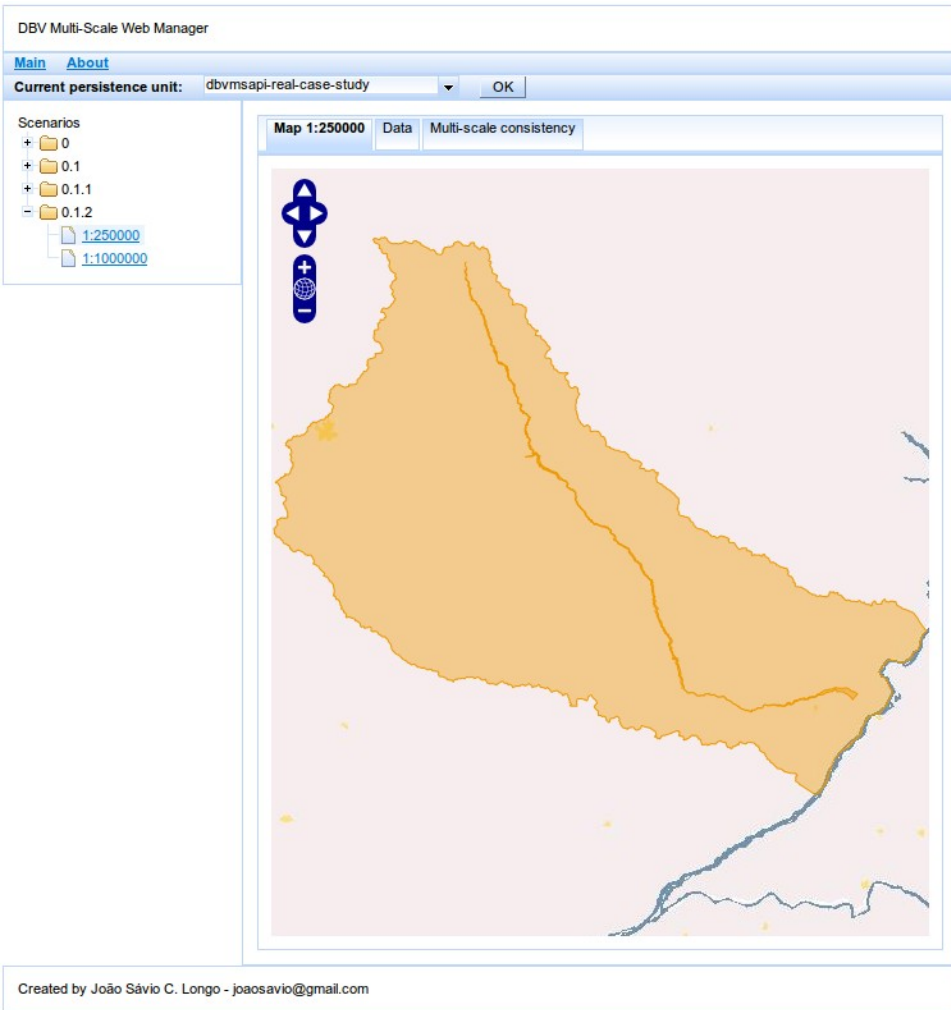 DBV Multi-Scale Web Manager
Main About
Current persistence unit: dbvmsapi-real-case-study OK
Scenarios
Map 1:250000 Data Multi-scale consistency
0
0.1
0.1.1
0.1.2
1:250000
1:1000000
Created by João Sávio C. Longo - joaosavio@gmail.com